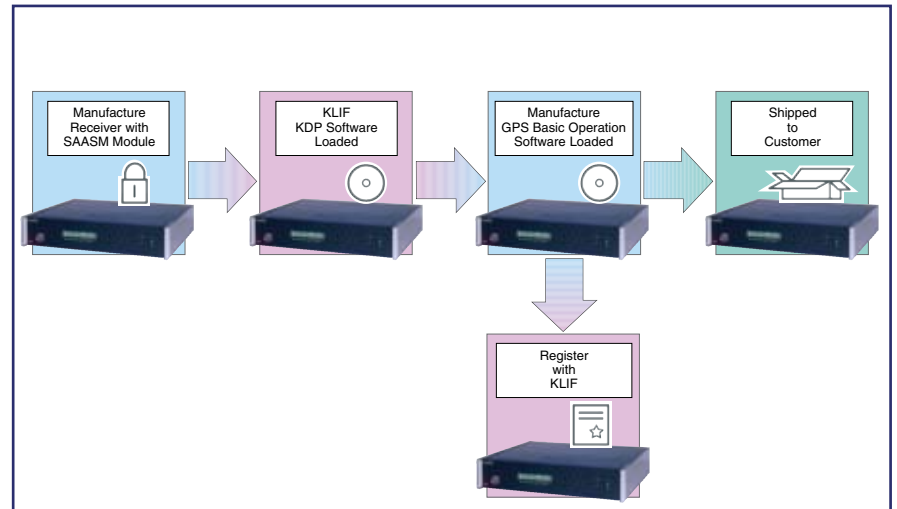 Manufacture
Receiver with
SAASM Module
KLIF
KDP Software
Loaded
Manufacture
GPS Basic Operation
Software Loaded
Shipped
to
Customer
Register
with
KLIF